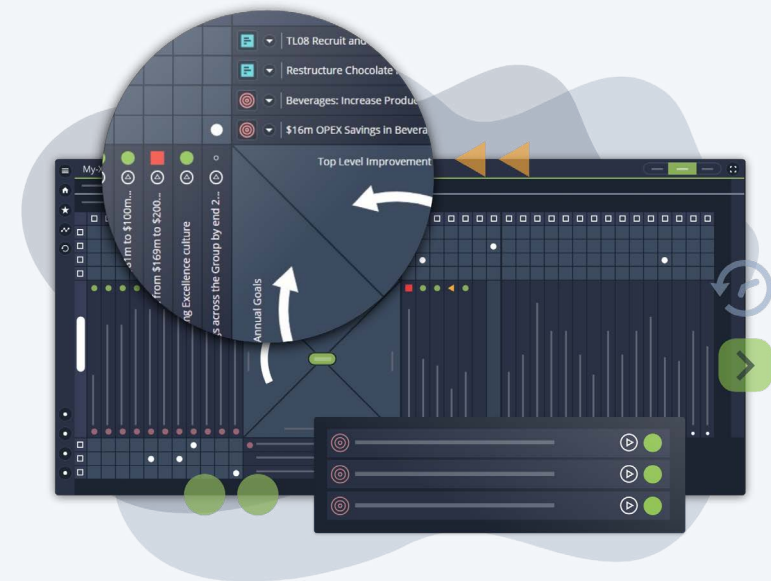 TL08 Recruit and
Restructure Chocolate
Beverages: Increase Produc
$16m OPEX Savings in Bevera
Top Level Improvement
My-X
1m to $100m...
from $169m to $200...
ng Excellence culture
s across the Group by end 2...
Annual Goals